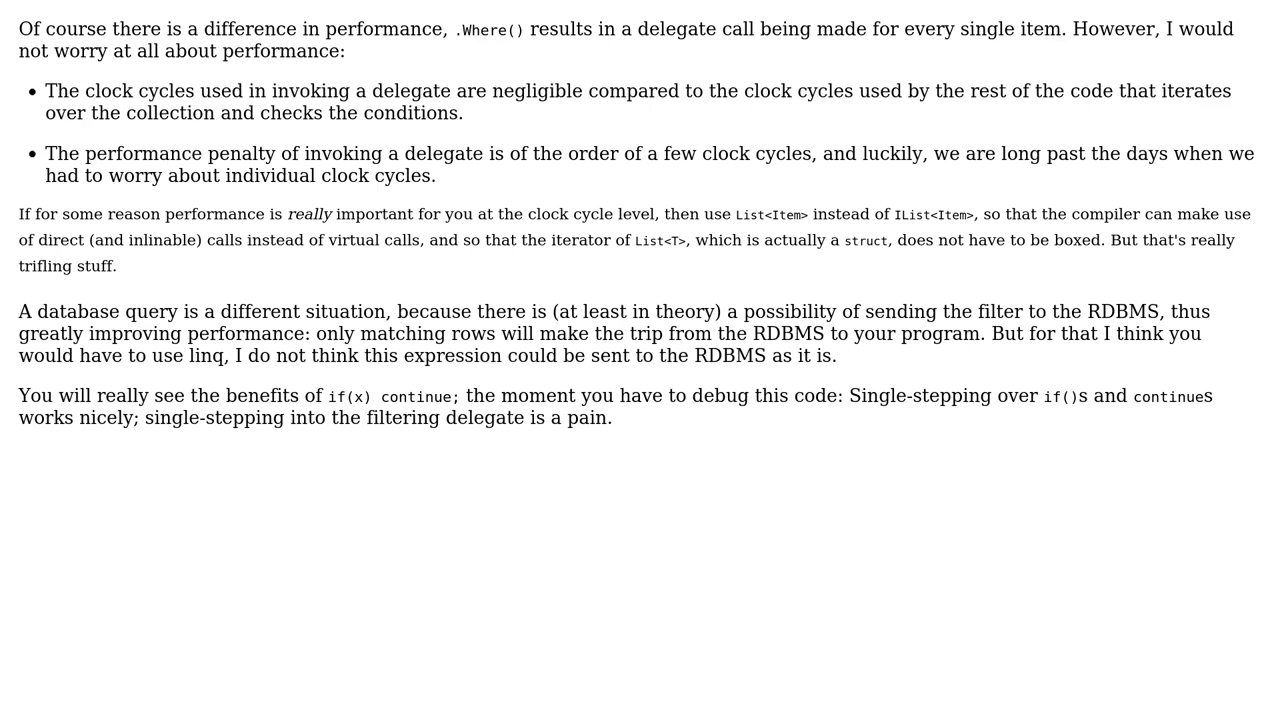 Of course there is a difference in performance, .Where() results in a delegate call being made for every single item. However, I would
not worry at all about performance:
• The clock cycles used in invoking a delegate are negligible compared to the clock cycles used by the rest of the code that iterates
over the collection and checks the conditions.
• The performance penalty of invoking a delegate is of the order of a few clock cycles, and luckily, we are long past the days when we
had to worry about individual clock cycles.
If for some reason performance is really important for you at the clock cycle level, then use List<Item> instead of IList<Item>, so that the compiler can make use
of direct (and inlinable) calls instead of virtual calls, and so that the iterator of List<T>, which is actually a struct, does not have to be boxed. But that's really
trifling stuff.
A database query is a different situation, because there is (at least in theory) a possibility of sending the filter to the RDBMS, thus
greatly improving performance: only matching rows will make the trip from the RDBMS to your program. But for that I think you
would have to use linq, I do not think this expression could be sent to the RDBMS as it is.
You will really see the benefits of if(x) continue; the moment you have to debug this code: Single-stepping over if()s and continues
works nicely; single-stepping into the filtering delegate is a pain.